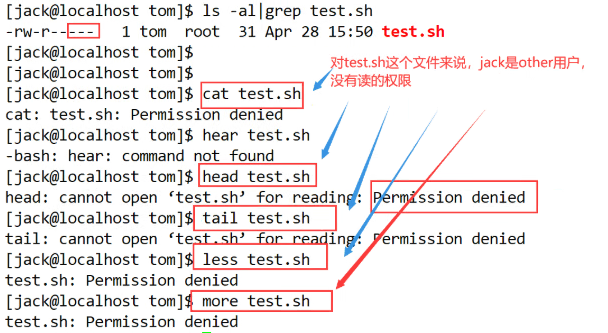 [jack@localhost tom]$ ls -al|grep test.sh
-rw-r-----  1 tom  root  31 Apr 28 15:50 test.sh
[jack@localhost tom]$
[jack@localhost tom]$
[jack@localhost tom]$ cat test.sh
cat: test.sh: Permission denied
[jack@localhost tom]$ hear test.sh
-bash: hear: command not found
[jack@localhost tom]$ head test.sh
head: cannot open ‘test.sh’ for reading: Permission denied
[jack@localhost tom]$ tail test.sh
tail: cannot open ‘test.sh’ for reading: Permission denied
[jack@localhost tom]$ less test.sh
test.sh: Permission denied
[jack@localhost tom]$ more test.sh
test.sh: Permission denied
对test.sh这个文件来说，jack是other用户，
没有读的权限